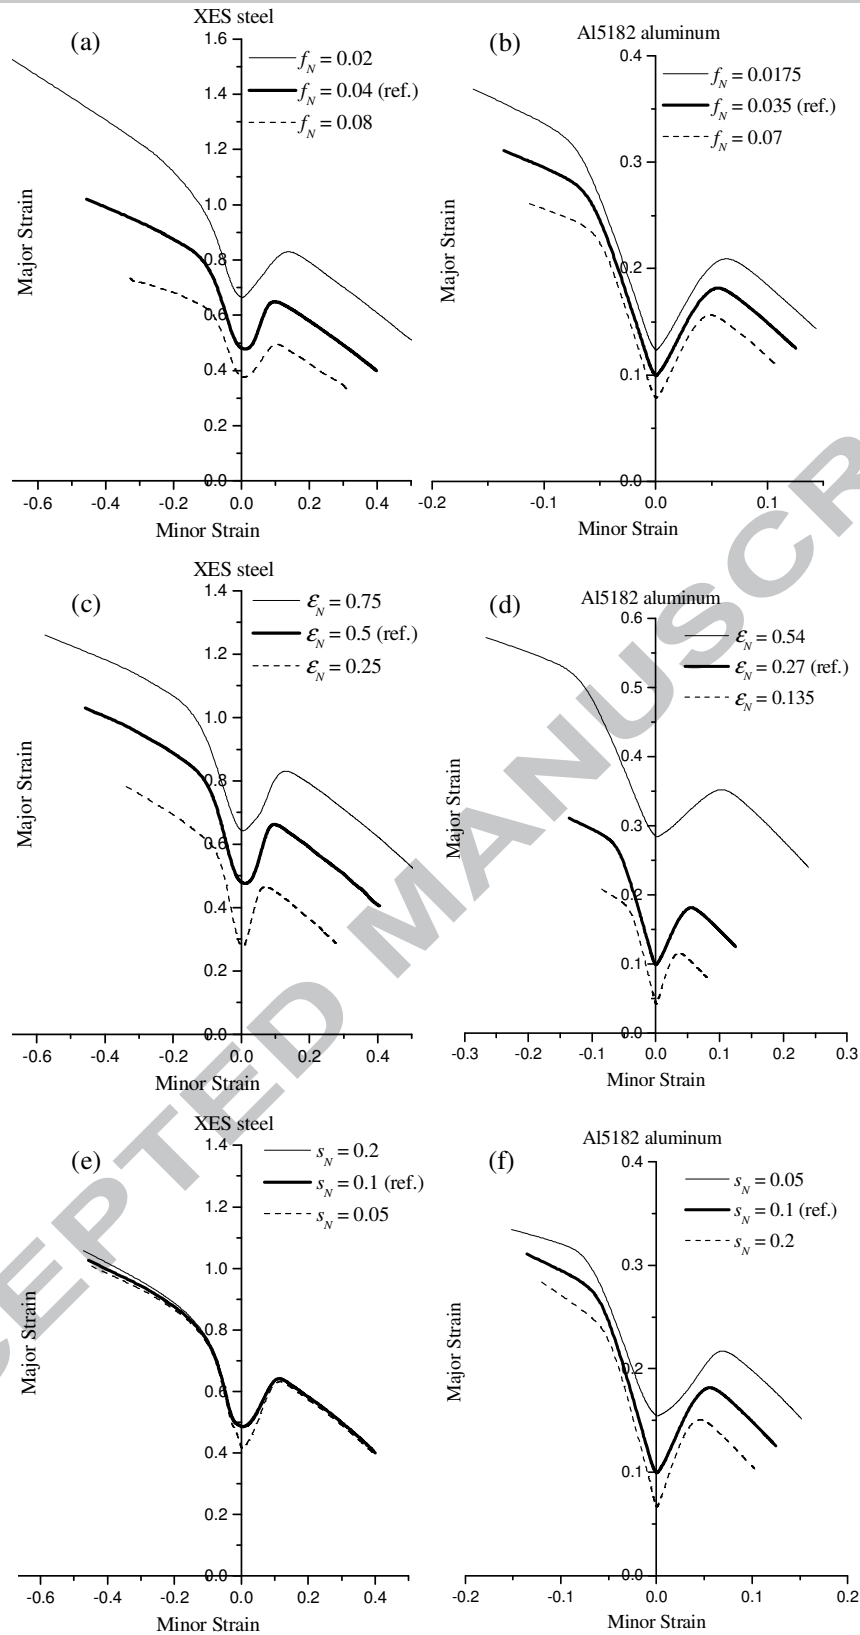 XES steel
(a)
f_N = 0.02
f_N = 0.04 (ref.)
f_N = 0.08
1.6
1.4
1.2
1.0
0.8
0.6
0.4
0.2
0.0
-0.6 -0.4 -0.2 0.0 0.2 0.4
Major Strain
Minor Strain
Al5182 aluminum
(b)
f_N = 0.0175
f_N = 0.035 (ref.)
f_N = 0.07
0.4
0.3
0.2
0.1
0.0
-0.2 -0.1 0.0 0.1
Major Strain
Minor Strain
XES steel
(c)
ε_N = 0.75
ε_N = 0.5 (ref.)
ε_N = 0.25
1.4
1.2
1.0
0.8
0.6
0.4
0.2
0.0
-0.6 -0.4 -0.2 0.0 0.2 0.4
Major Strain
Minor Strain
Al5182 aluminum
(d)
ε_N = 0.54
ε_N = 0.27 (ref.)
ε_N = 0.135
0.6
0.5
0.4
0.3
0.2
0.1
0.0
-0.3 -0.2 -0.1 0.0 0.1 0.2 0.3
Major Strain
Minor Strain
XES steel
(e)
s_N = 0.2
s_N = 0.1 (ref.)
s_N = 0.05
1.4
1.2
1.0
0.8
0.6
0.4
0.2
0.0
-0.6 -0.4 -0.2 0.0 0.2 0.4
Major Strain
Minor Strain
Al5182 aluminum
(f)
s_N = 0.05
s_N = 0.1 (ref.)
s_N = 0.2
0.4
0.3
0.2
0.1
0.0
-0.2 -0.1 0.0 0.1 0.2
Major Strain
Minor Strain
CEPTED MANUSCR